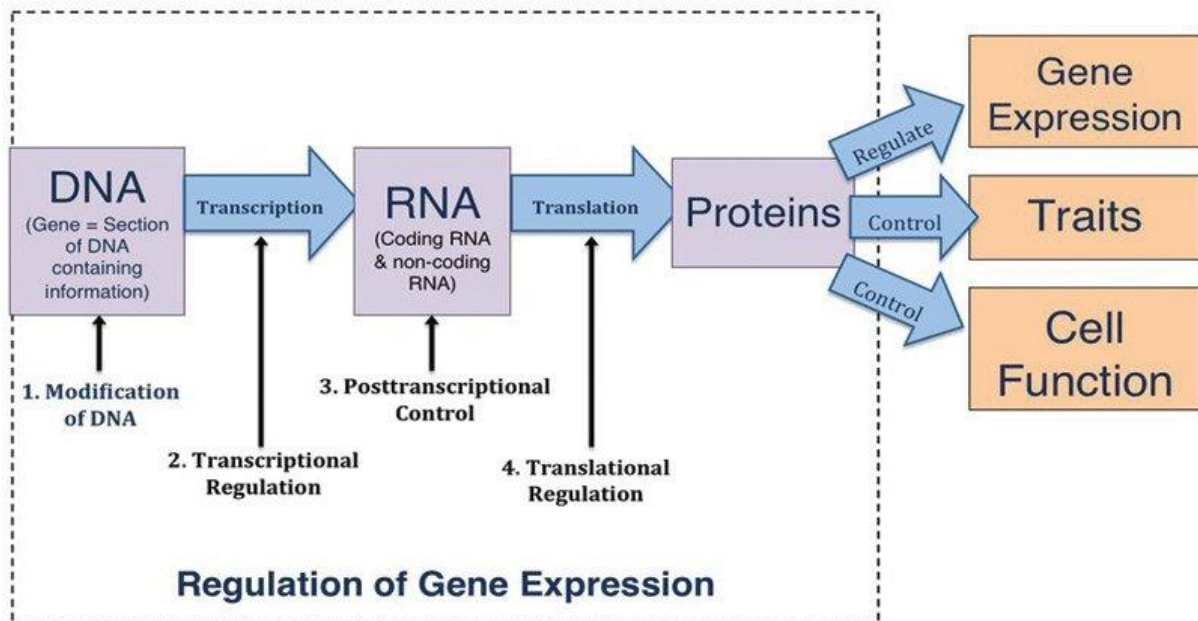 DNA
(Gene = Section
of DNA
containing
information)
Transcription
RNA
(Coding RNA
& non-coding
RNA)
Translation
Proteins
Regulate
Gene
Expression
Control
Traits
Control
Cell
Function
1. Modification
of DNA
2. Transcriptional
Regulation
3. Posttranscriptional
Control
4. Translational
Regulation
Regulation of Gene Expression